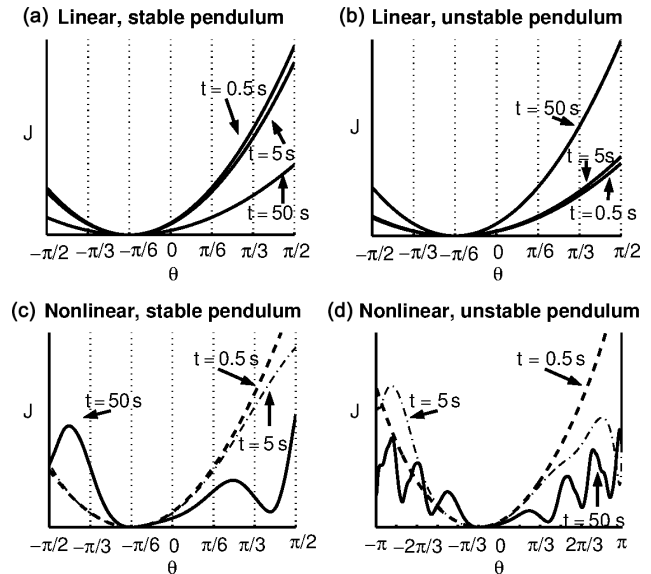 (a) Linear, stable pendulum
(b) Linear, unstable pendulum
J
t = 0.5 s
t = 5 s
t = 50 s
−π/2 −π/3 −π/6 0 π/6 π/3 π/2
θ
J
t = 50 s
t = 5 s
t = 0.5 s
−π/2 −π/3 −π/6 0 π/6 π/3 π/2
θ
(c) Nonlinear, stable pendulum
(d) Nonlinear, unstable pendulum
J
t = 50 s
t = 0.5 s
t = 5 s
−π/2 −π/3 −π/6 0 π/6 π/3 π/2
θ
J
t = 5 s
t = 0.5 s
t = 50 s
−π −2π/3 −π/3 0 π/3 2π/3 π
θ